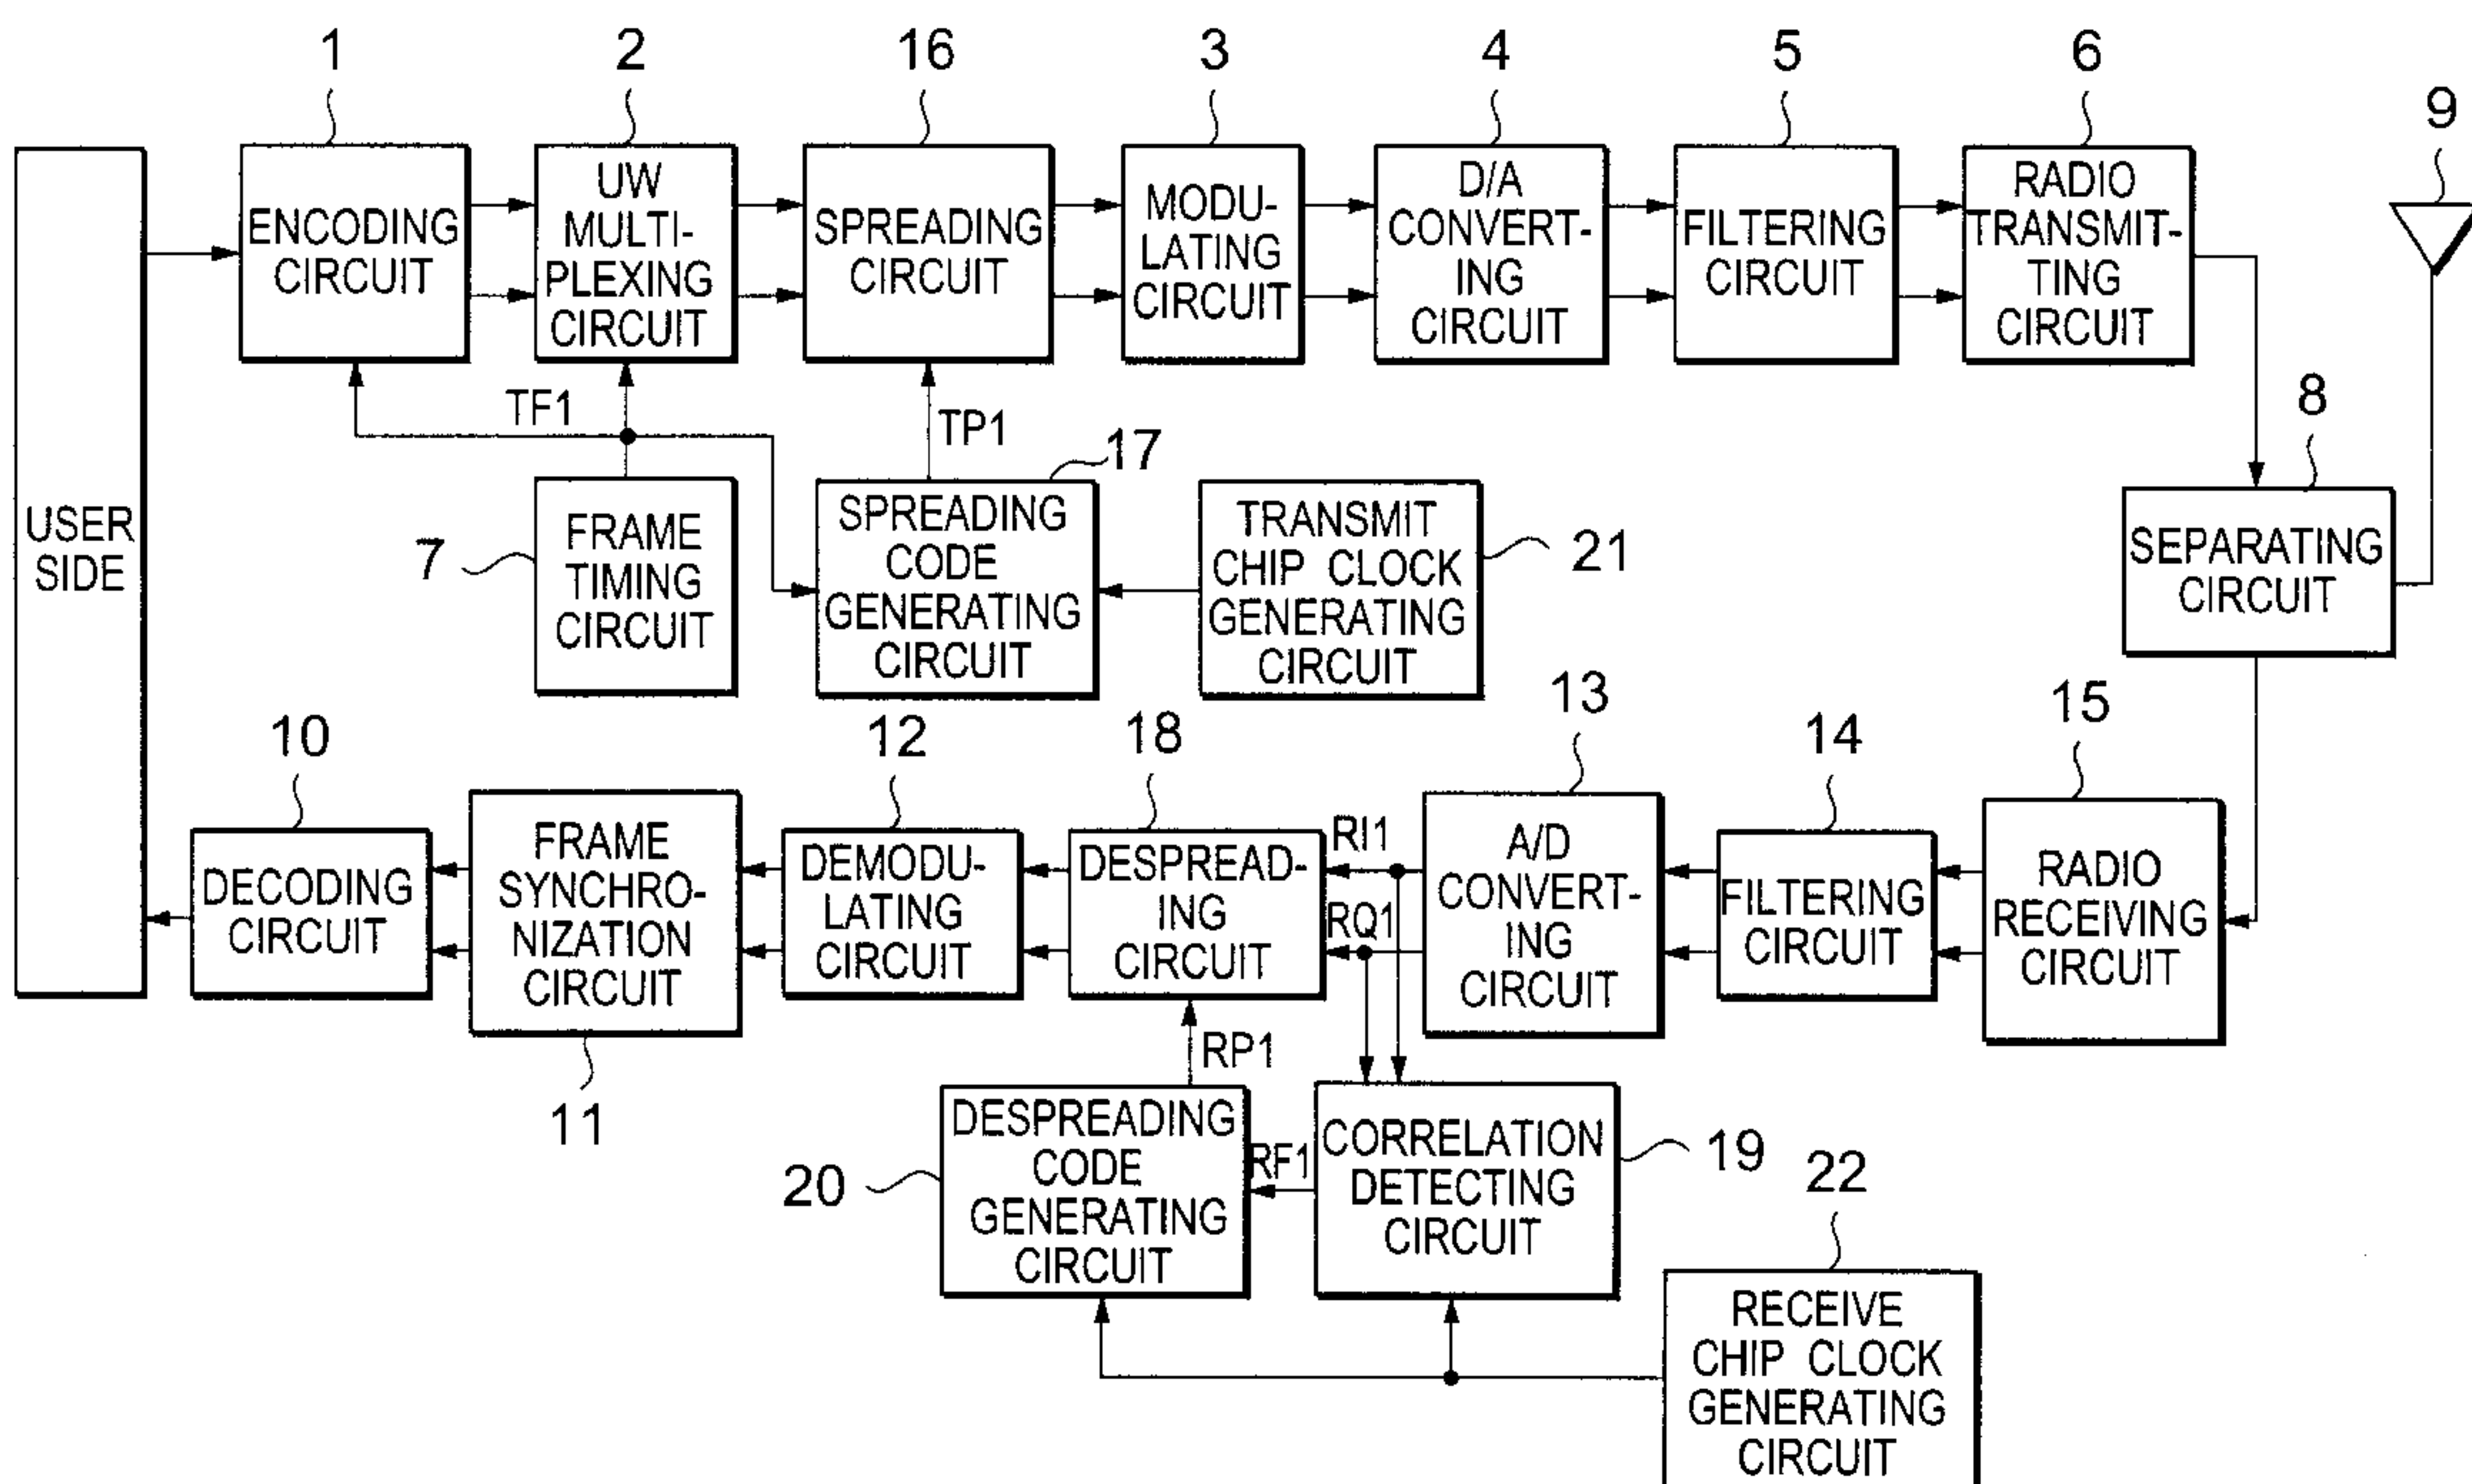 1
2
16
3
4
5
6
9
ENCODING
CIRCUIT
UW
MULTI-
PLEXING
CIRCUIT
SPREADING
CIRCUIT
MODU-
LATING
CIRCUIT
D/A
CONVERT-
ING
CIRCUIT
FILTERING
CIRCUIT
RADIO
TRANSMIT-
TING
CIRCUIT
TF1
TP1
8
USER
SIDE
7
FRAME
TIMING
CIRCUIT
17
SPREADING
CODE
GENERATING
CIRCUIT
TRANSMIT
CHIP CLOCK
GENERATING
CIRCUIT
21
SEPARATING
CIRCUIT
10
12
18
13
14
15
DECODING
CIRCUIT
FRAME
SYNCHRO-
NIZATION
CIRCUIT
11
DEMODU-
LATING
CIRCUIT
DESPREAD-
ING
CIRCUIT
RI1
RQ1
A/D
CONVERT-
ING
CIRCUIT
FILTERING
CIRCUIT
RADIO
RECEIVING
CIRCUIT
RP1
20
DESPREADING
CODE
GENERATING
CIRCUIT
RF1
CORRELATION
DETECTING
CIRCUIT
19
22
RECEIVE
CHIP CLOCK
GENERATING
CIRCUIT